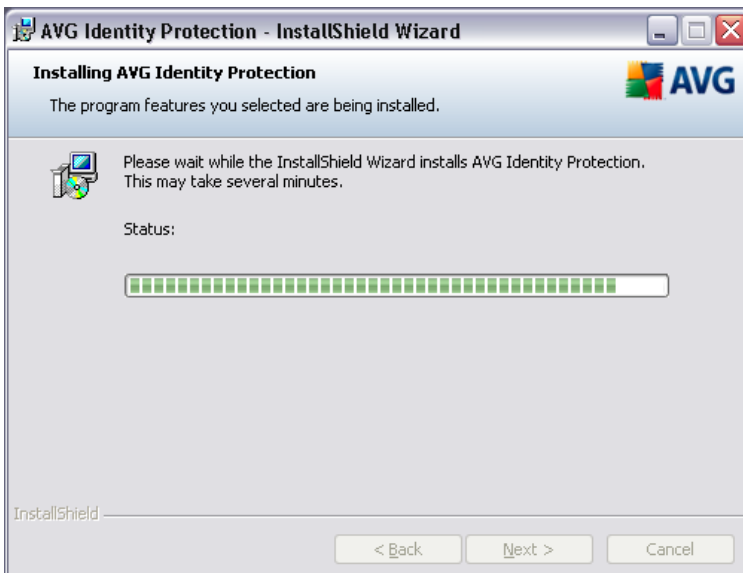 AVG Identity Protection - InstallShield Wizard
Installing AVG Identity Protection
The program features you selected are being installed.
AVG
Please wait while the InstallShield Wizard installs AVG Identity Protection.
This may take several minutes.
Status:
InstallShield
< Back
Next >
Cancel